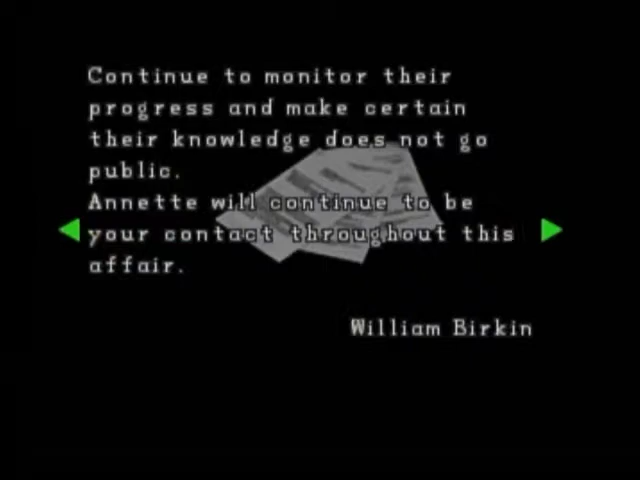 Continue to monitor their
progress and make certain
their knowledge does not go
public.
Annette will continue to be
your contact throughout this
affair.
William Birkin